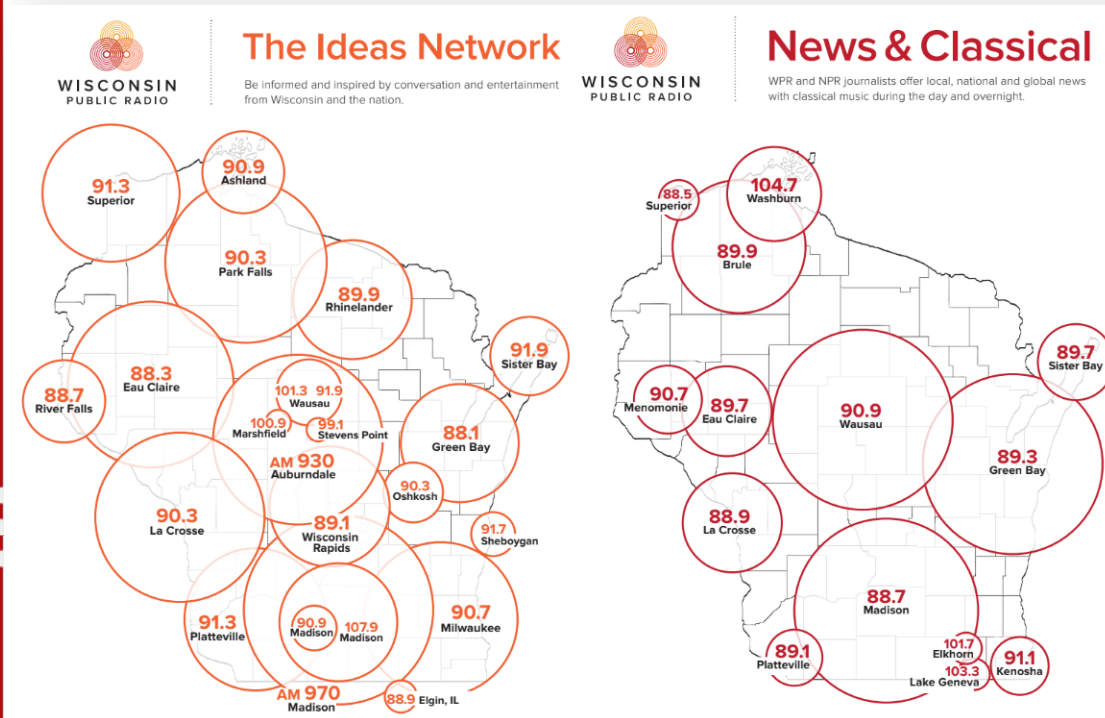 WISCONSIN
PUBLIC RADIO
The Ideas Network
Be informed and inspired by conversation and entertainment
from Wisconsin and the nation.
91.3
Superior
90.9
Ashland
90.3
Park Falls
89.9
Rhinelander
91.9
Sister Bay
88.3
Eau Claire
88.7
River Falls
101.3 91.9
Wausau
100.9
Marshfield
99.1
Stevens Point
88.1
Green Bay
AM 930
Auburndale
90.3
Oshkosh
90.3
La Crosse
89.1
Wisconsin
Rapids
91.7
Sheboygan
91.3
Platteville
90.9
Madison
107.9
Madison
90.7
Milwaukee
AM 970
Madison
88.9 Elgin, IL
WISCONSIN
PUBLIC RADIO
News & Classical
WPR and NPR journalists offer local, national and global news
with classical music during the day and overnight.
88.5
Superior
104.7
Washburn
89.9
Brule
89.7
Sister Bay
90.7
Menomonie
89.7
Eau Claire
90.9
Wausau
89.3
Green Bay
88.9
La Crosse
88.7
Madison
89.1
Platteville
101.7
Elkhorn
103.3
Lake Geneva
91.1
Kenosha